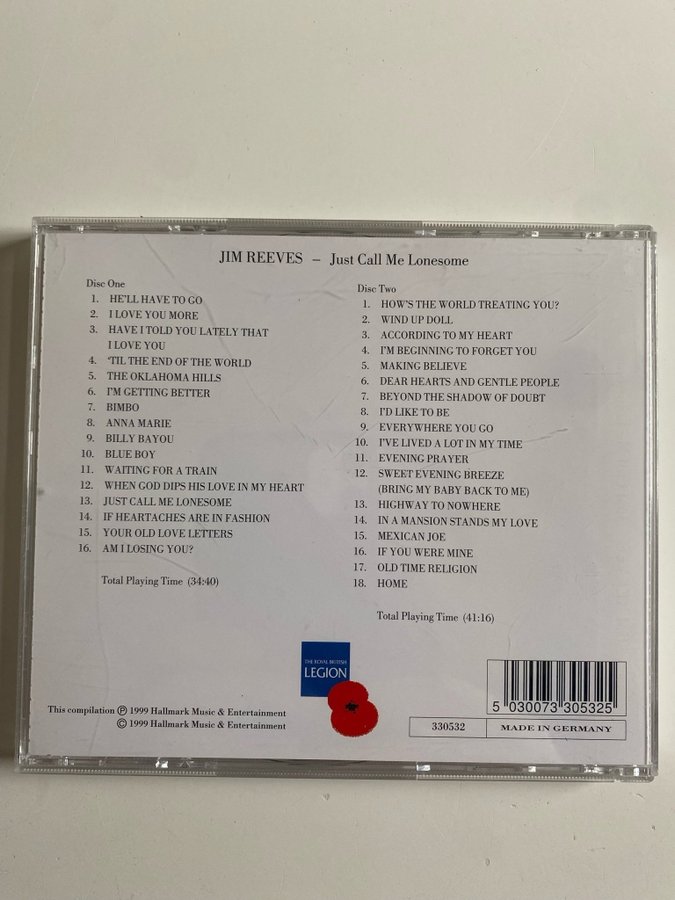 JIM REEVES – Just Call Me Lonesome
Disc One
1. HE'LL HAVE TO GO
2. I LOVE YOU MORE
3. HAVE I TOLD YOU LATELY THAT
I LOVE YOU
4. 'TIL THE END OF THE WORLD
5. THE OKLAHOMA HILLS
6. I'M GETTING BETTER
7. BIMBO
8. ANNA MARIE
9. BILLY BAYOU
10. BLUE BOY
11. WAITING FOR A TRAIN
12. WHEN GOD DIPS HIS LOVE IN MY HEART
13. JUST CALL ME LONESOME
14. IF HEARTACHES ARE IN FASHION
15. YOUR OLD LOVE LETTERS
16. AM I LOSING YOU?
Total Playing Time (34:40)
Disc Two
1. HOW'S THE WORLD TREATING YOU?
2. WIND UP DOLL
3. ACCORDING TO MY HEART
4. I'M BEGINNING TO FORGET YOU
5. MAKING BELIEVE
6. DEAR HEARTS AND GENTLE PEOPLE
7. BEYOND THE SHADOW OF DOUBT
8. I'D LIKE TO BE
9. EVERYWHERE YOU GO
10. I'VE LIVED A LOT IN MY TIME
11. EVENING PRAYER
12. SWEET EVENING BREEZE
(BRING MY BABY BACK TO ME)
13. HIGHWAY TO NOWHERE
14. IN A MANSION STANDS MY LOVE
15. MEXICAN JOE
16. IF YOU WERE MINE
17. OLD TIME RELIGION
18. HOME
Total Playing Time (41:16)
THE ROYAL BRITISH
LEGION
This compilation Ⓟ 1999 Hallmark Music & Entertainment
© 1999 Hallmark Music & Entertainment
5 030073 305325
330532 MADE IN GERMANY